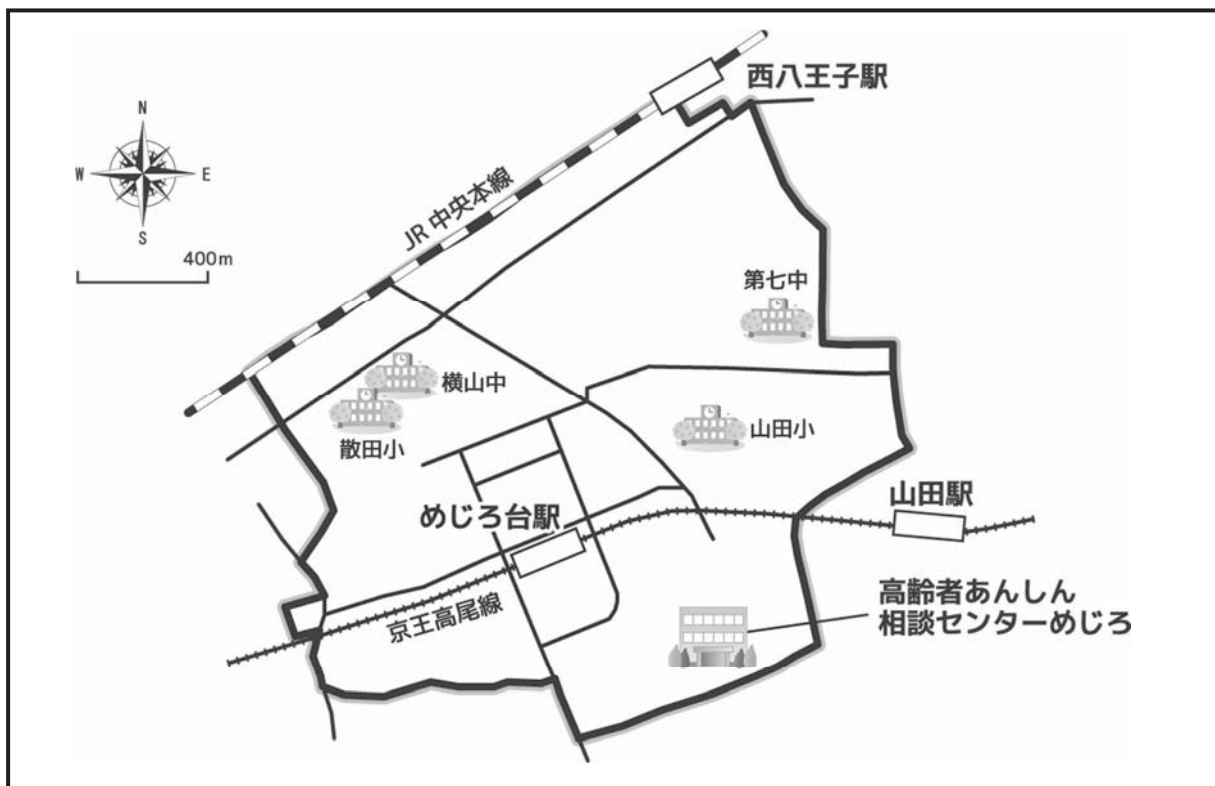 西八王子駅
N
W
E
S
JR 中央本線
400m
第七中
横山中
山田小
散田小
山田駅
めじろ台駅
高齢者あんしん
相談センターめじろ
京王高尾線